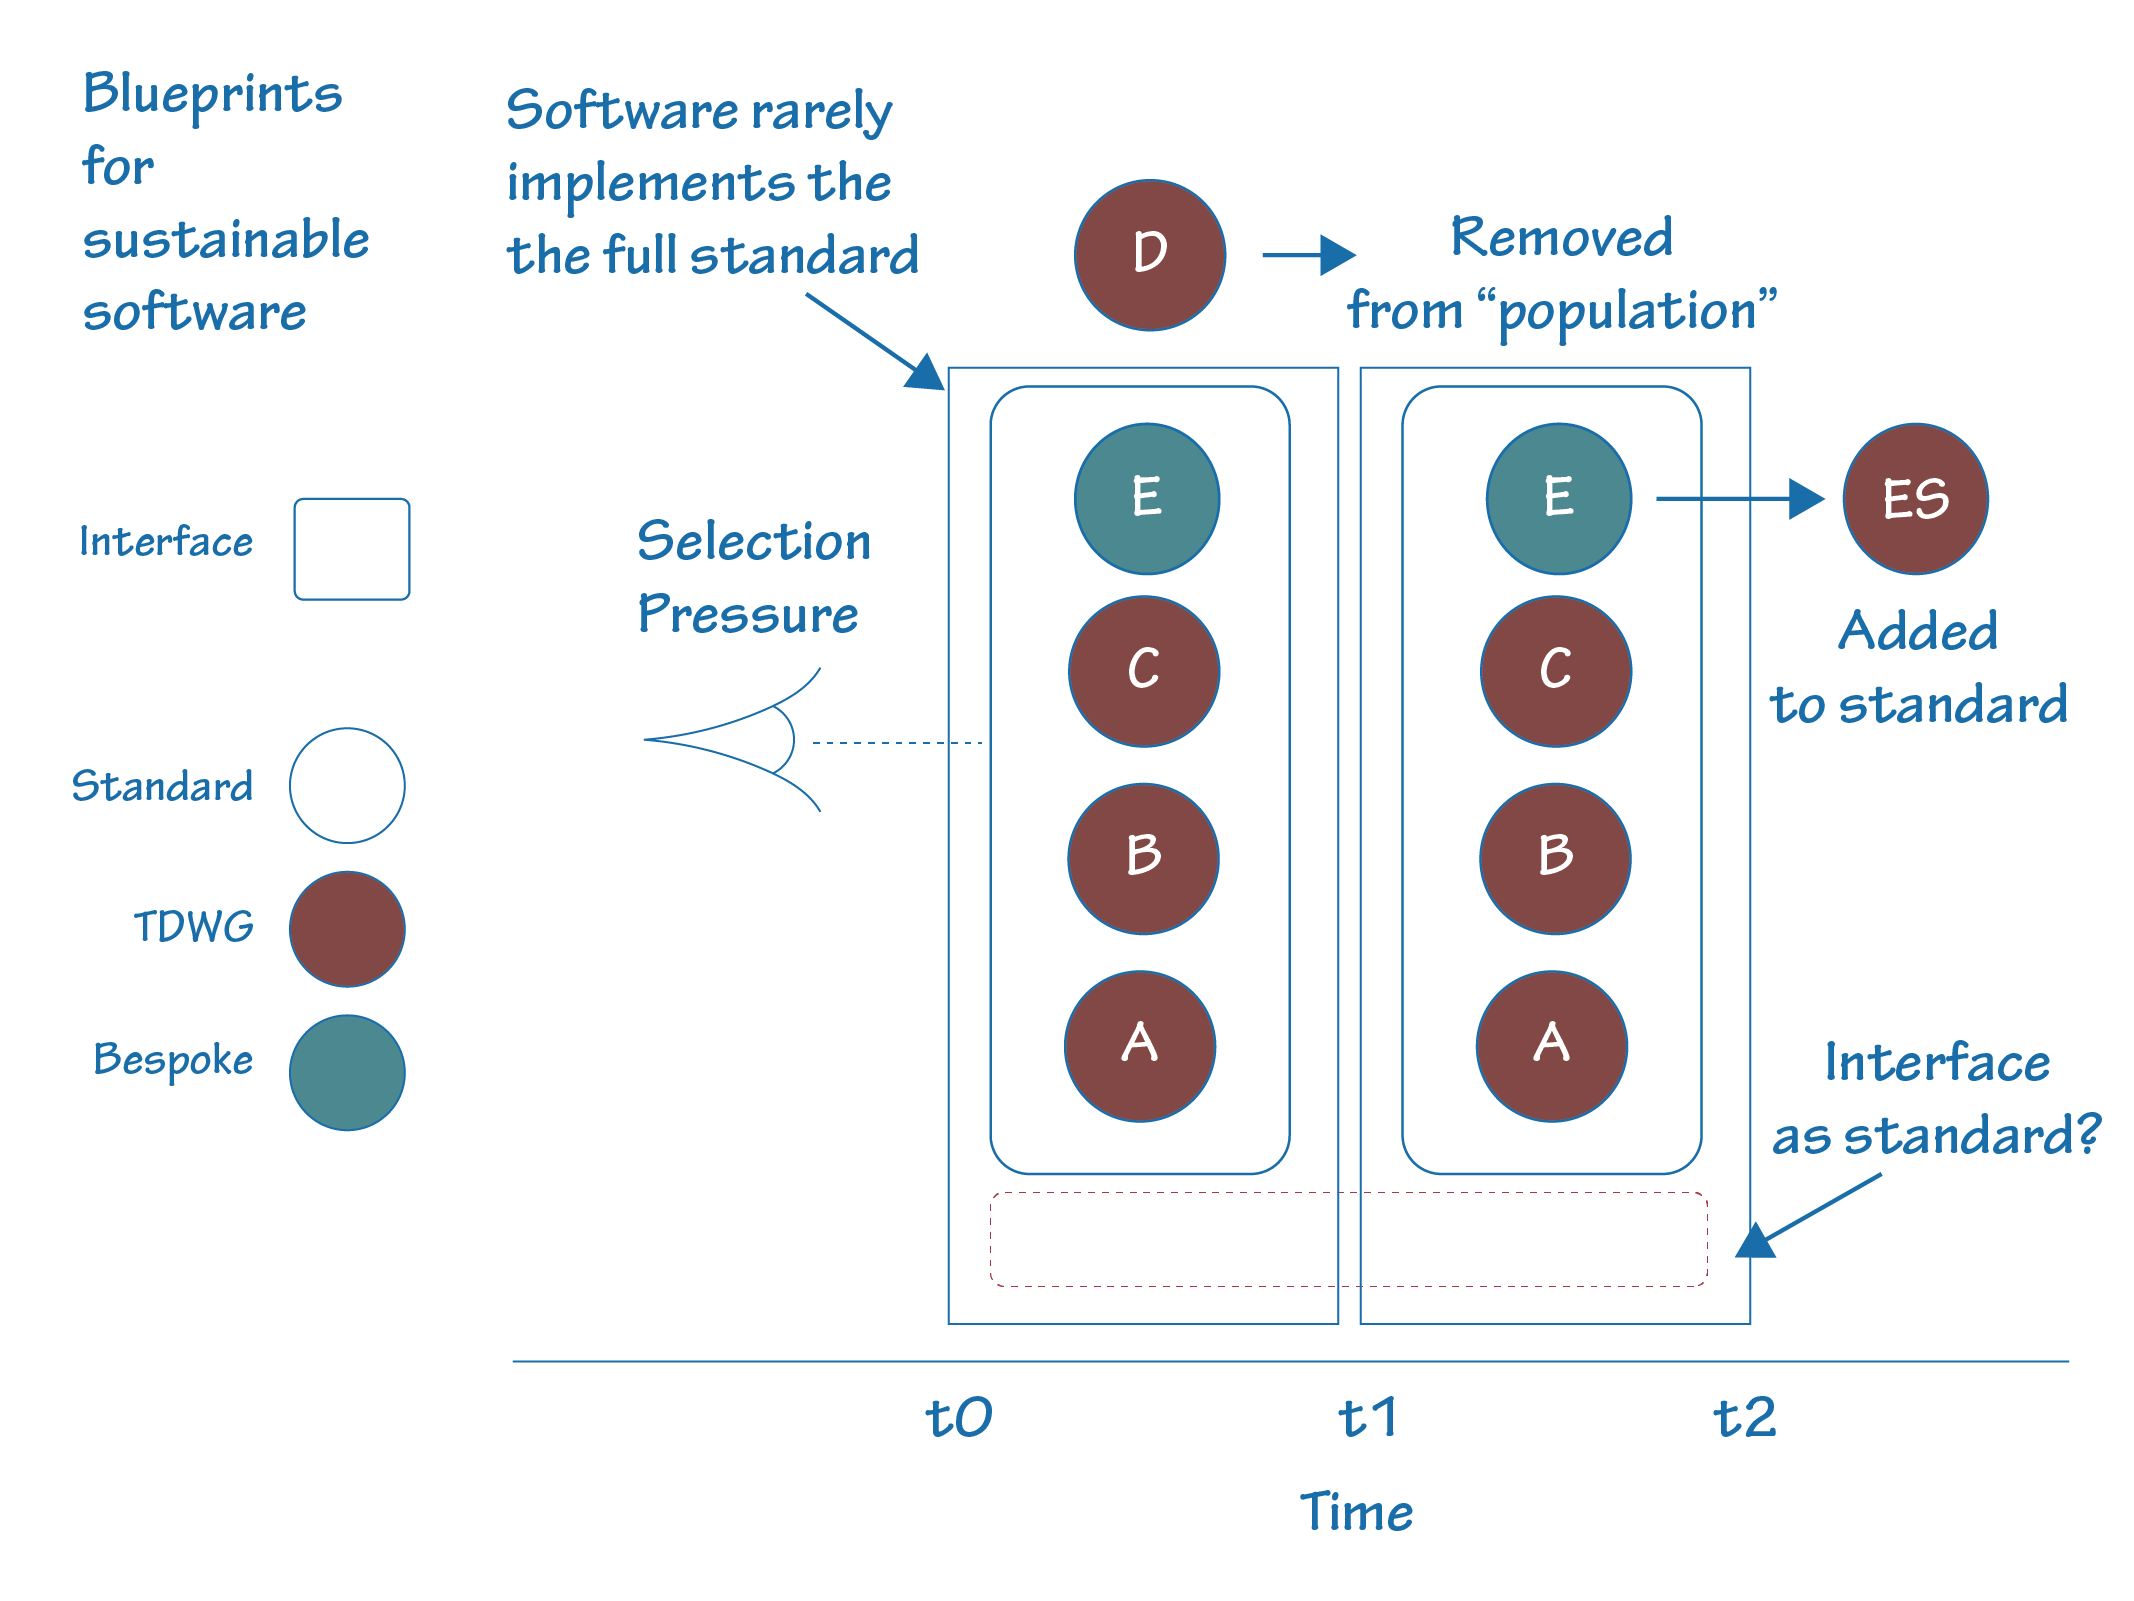 Blueprints
for
sustainable
software
Software rarely
implements the
the full standard
D
Removed
from “population”
Interface
Standard
TDWG
Bespoke
Selection
Pressure
E
C
B
A
E
C
B
A
ES
Added
to standard
Interface
as standard?
t0
t1
t2
Time